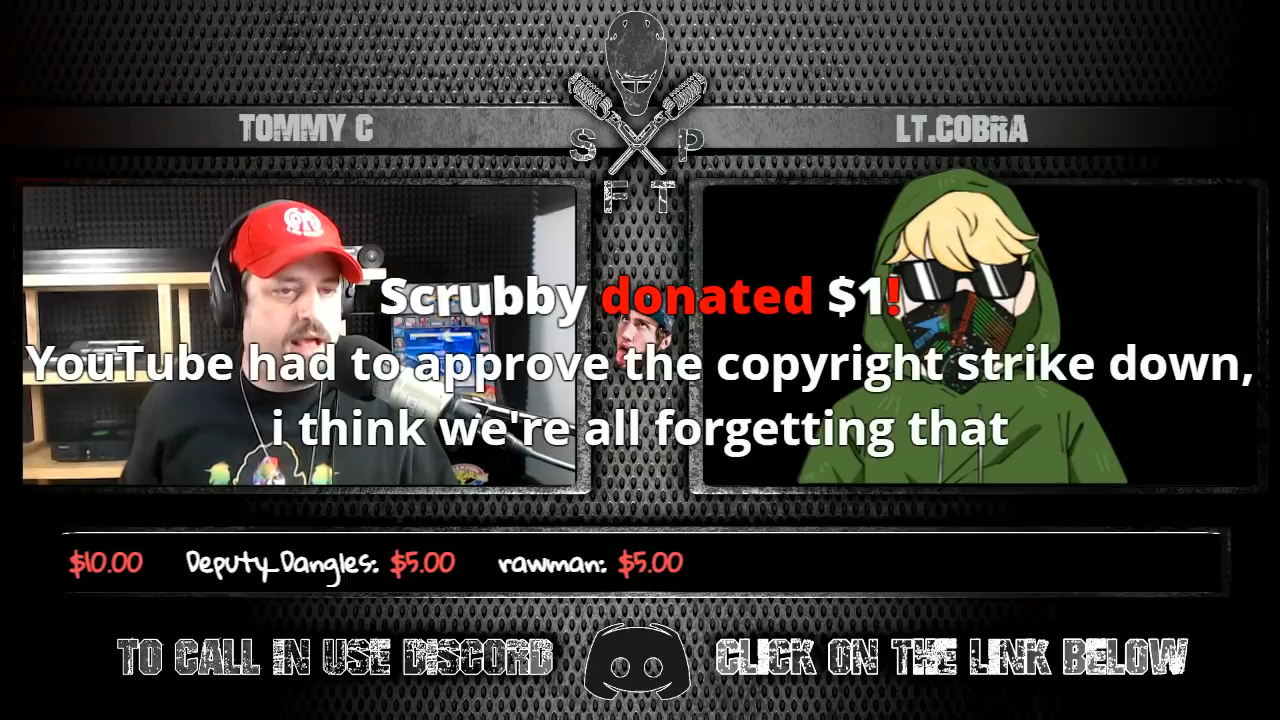 TOMMY C
LT.COBRA
S P
F T
Scrubby donated $1!
YouTube had to approve the copyright strike down,
i think we're all forgetting that
$10.00 Deputy_Dangles: $5.00 rawman: $5.00
TO CALL IN USE DISCORD
CLICK ON THE LINK BELOW